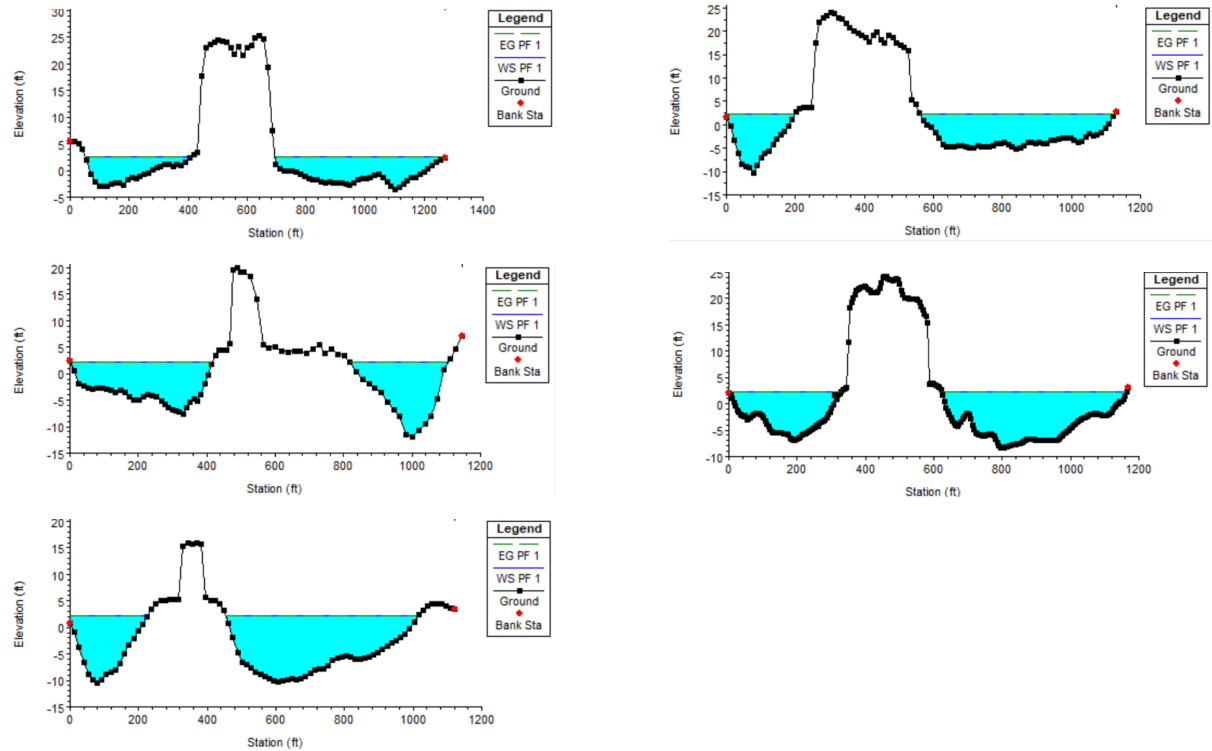 30
25
20
15
10
5
0
-5
Elevation (ft)
0 200 400 600 800 1000 1200 1400
Station (ft)
Legend
EG PF 1
WS PF 1
Ground
Bank Sta
25
20
15
10
5
0
-5
-10
-15
Elevation (ft)
0 200 400 600 800 1000 1200
Station (ft)
Legend
EG PF 1
WS PF 1
Ground
Bank Sta
20
15
10
5
0
-5
-10
-15
Elevation (ft)
0 200 400 600 800 1000 1200
Station (ft)
Legend
EG PF 1
WS PF 1
Ground
Bank Sta
25
20
15
10
5
0
-5
-10
Elevation (ft)
0 200 400 600 800 1000 1200
Station (ft)
Legend
EG PF 1
WS PF 1
Ground
Bank Sta
20
15
10
5
0
-5
-10
-15
Elevation (ft)
0 200 400 600 800 1000 1200
Station (ft)
Legend
EG PF 1
WS PF 1
Ground
Bank Sta